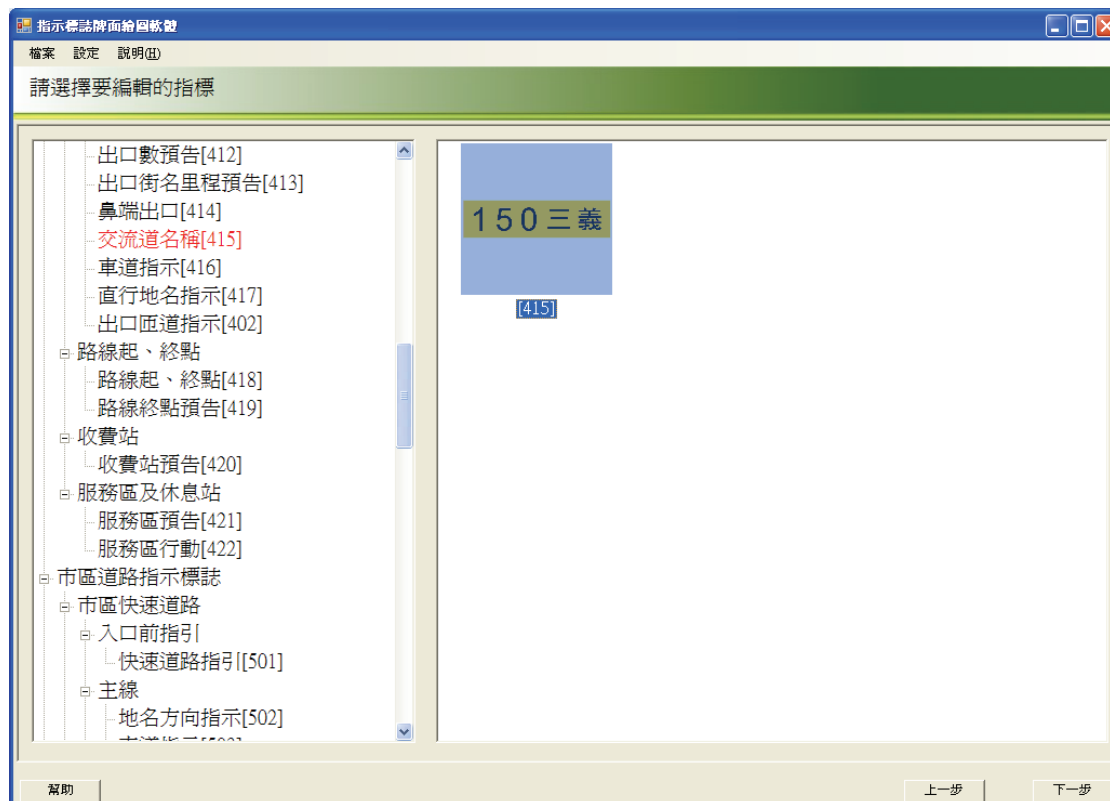 指示標誌牌面繪圖軟體
檔案 設定 說明(H)
請選擇要編輯的指標
出口數預告[412]
出口街名里程預告[413]
鼻端出口[414]
交流道名稱[415]
車道指示[416]
直行地名指示[417]
出口匝道指示[402]
路線起、終點
路線起、終點[418]
路線終點預告[419]
收費站
收費站預告[420]
服務區及休息站
服務區預告[421]
服務區行動[422]
市區道路指示標誌
市區快速道路
入口前指引
快速道路指引[501]
主線
地名方向指示[502]
150三義
[415]
幫助
上一步
下一步